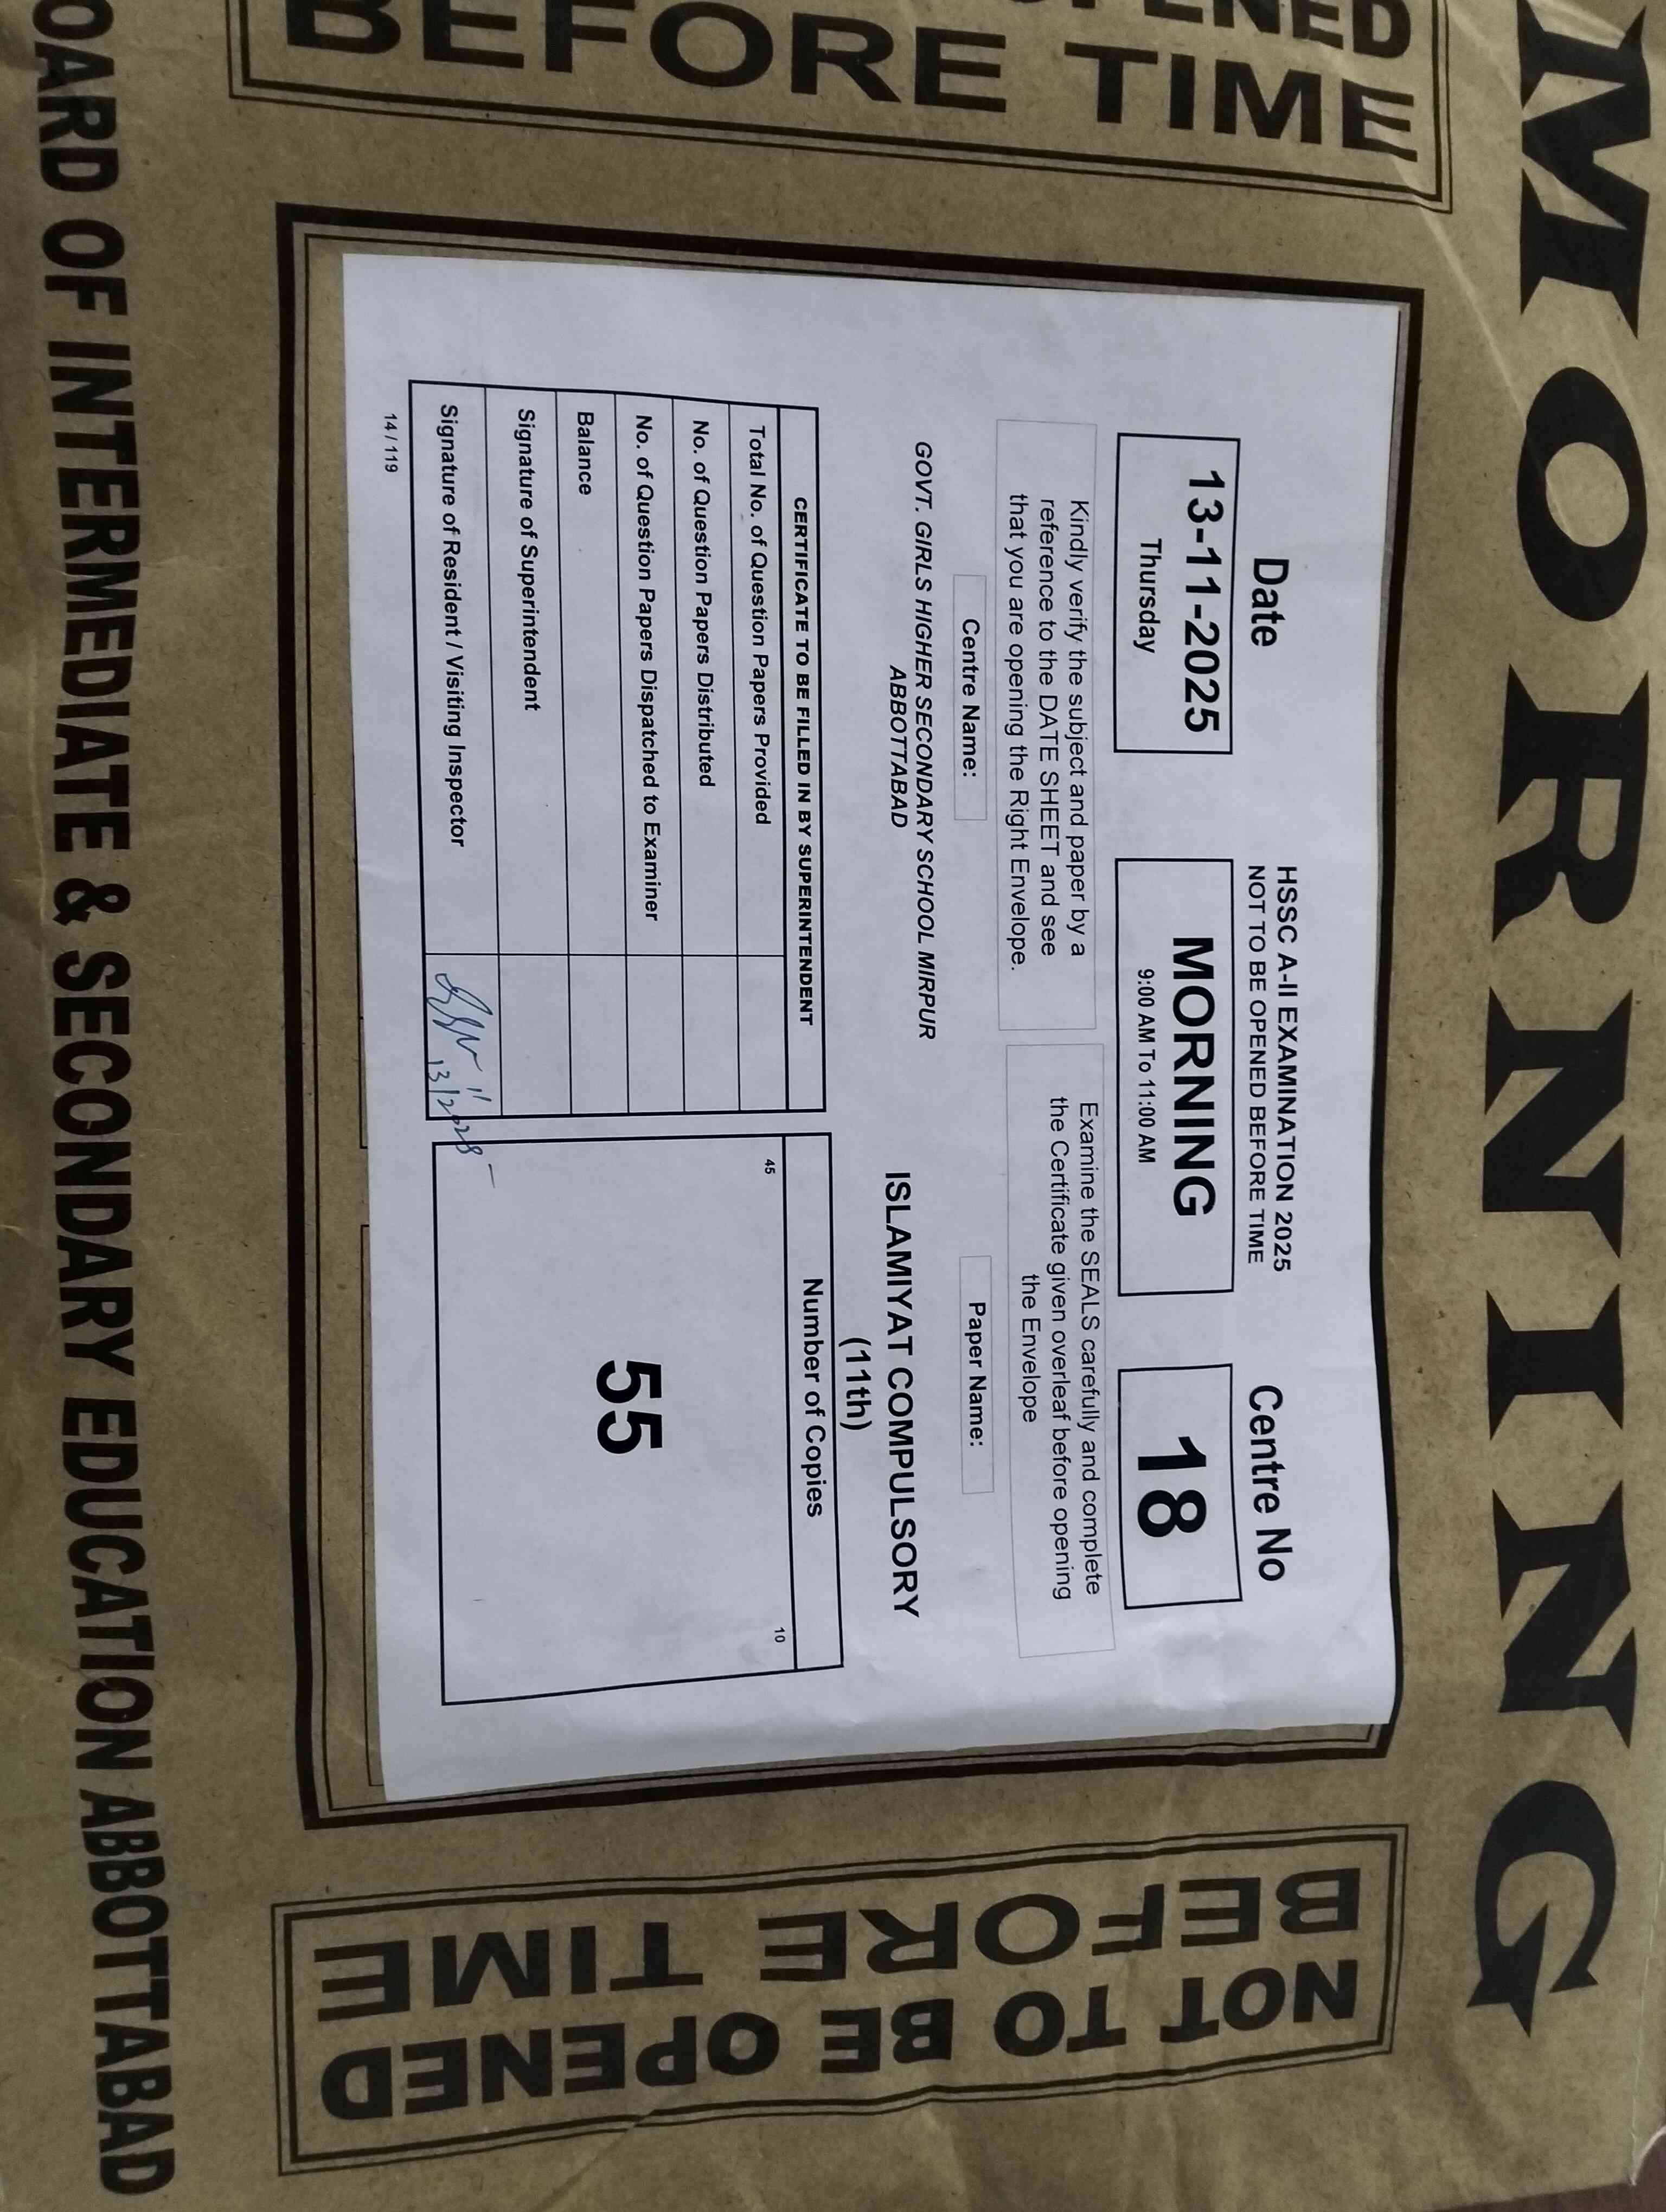 MORNING
OPENED
BEFORE TIME
HSSC A-II EXAMINATION 2025
NOT TO BE OPENED BEFORE TIME
Date
Centre No
13-11-2025
Thursday
MORNING
9:00 AM To 11:00 AM
18
Kindly verify the subject and paper by a
reference to the DATE SHEET and see
that you are opening the Right Envelope.
Examine the SEALS carefully and complete
the Certificate given overleaf before opening
the Envelope
Centre Name:
Paper Name:
GOVT. GIRLS HIGHER SECONDARY SCHOOL MIRPUR
ABBOTTABAD
ISLAMIYAT COMPULSORY
(11th)
CERTIFICATE TO BE FILLED IN BY SUPERINTENDENT
Total No. of Question Papers Provided
No. of Question Papers Distributed
No. of Question Papers Dispatched to Examiner
Balance
Signature of Superintendent
Signature of Resident / Visiting Inspector
Number of Copies
45
10
55
14 / 119
NOT TO BE OPENED
BEFORE TIME
BOARD OF INTERMEDIATE & SECONDARY EDUCATION ABBOTTABAD